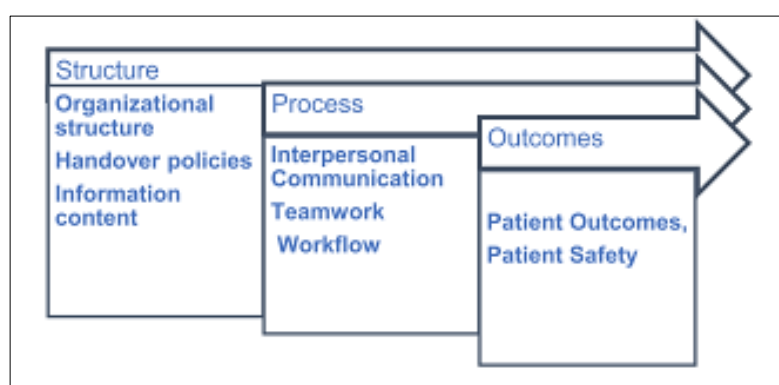 Structure
Organizational
structure
Handover policies
Information
content
Process
Interpersonal
Communication
Teamwork
Workflow
Outcomes
Patient Outcomes,
Patient Safety